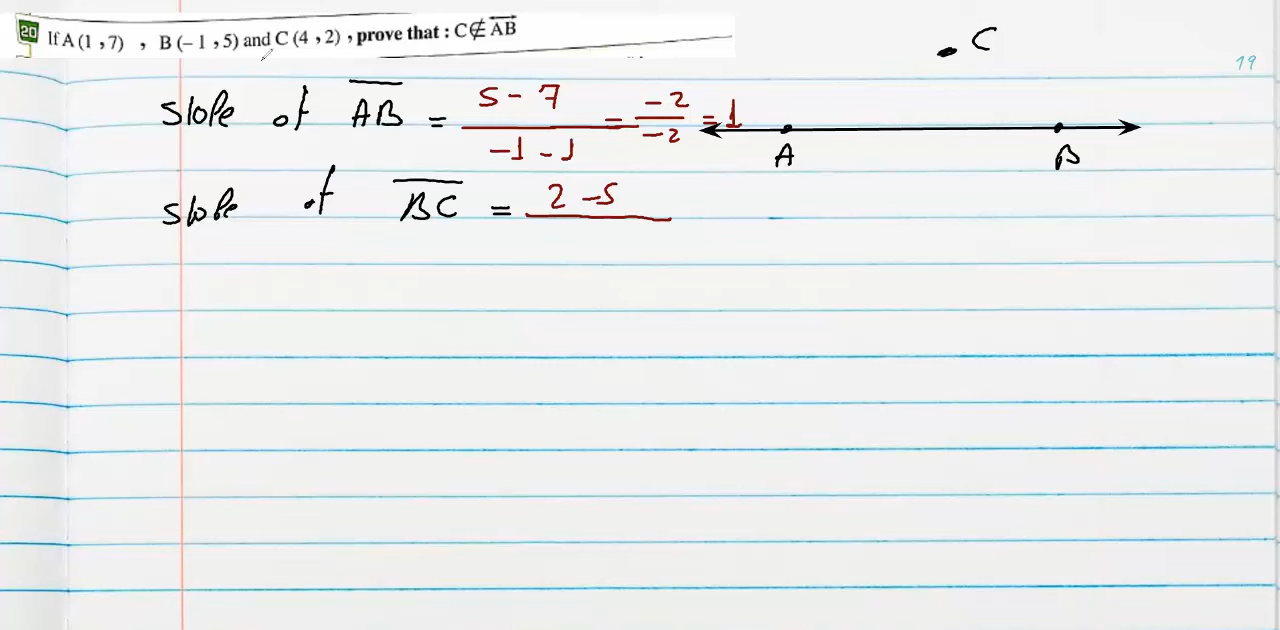 20 If A (1 , 7) , B (– 1 , 5) and C (4 , 2) , prove that : C ∉ AB
C
19
slope of AB = 5 - 7 / -1 - 1 = -2 / -2 = 1
A B
slope of BC = 2 - 5